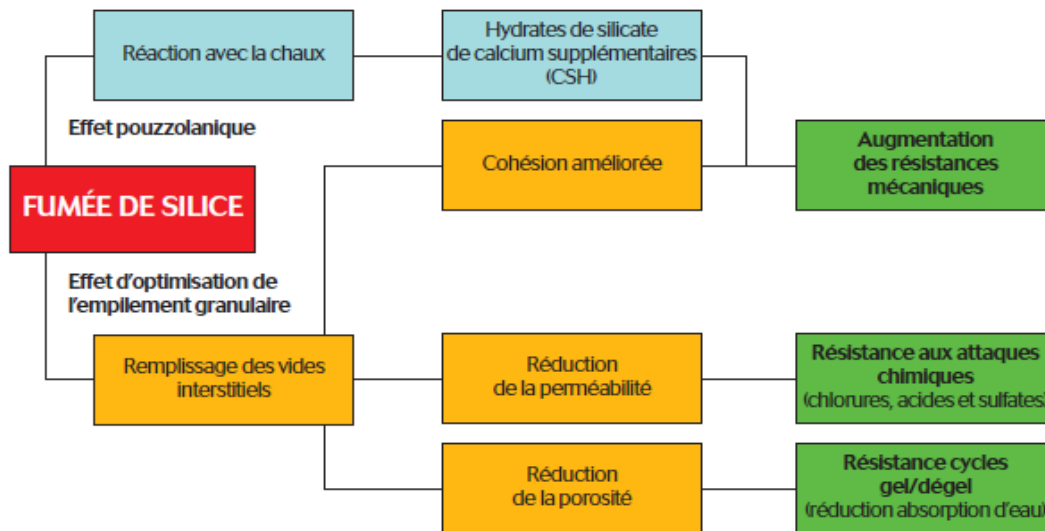 Réaction avec la chaux
Hydrates de silicate
de calcium supplémentaires
(CSH)
Effet pouzzolanique
Cohésion améliorée
Augmentation
des résistances
mécaniques
FUMÉE DE SILICE
Effet d'optimisation de
l'empilement granulaire
Remplissage des vides
interstitiels
Réduction
de la perméabilité
Résistance aux attaques
chimiques
(chlorures, acides et sulfates)
Réduction
de la porosité
Résistance cycles
gel/dégel
(réduction absorption d'eau)